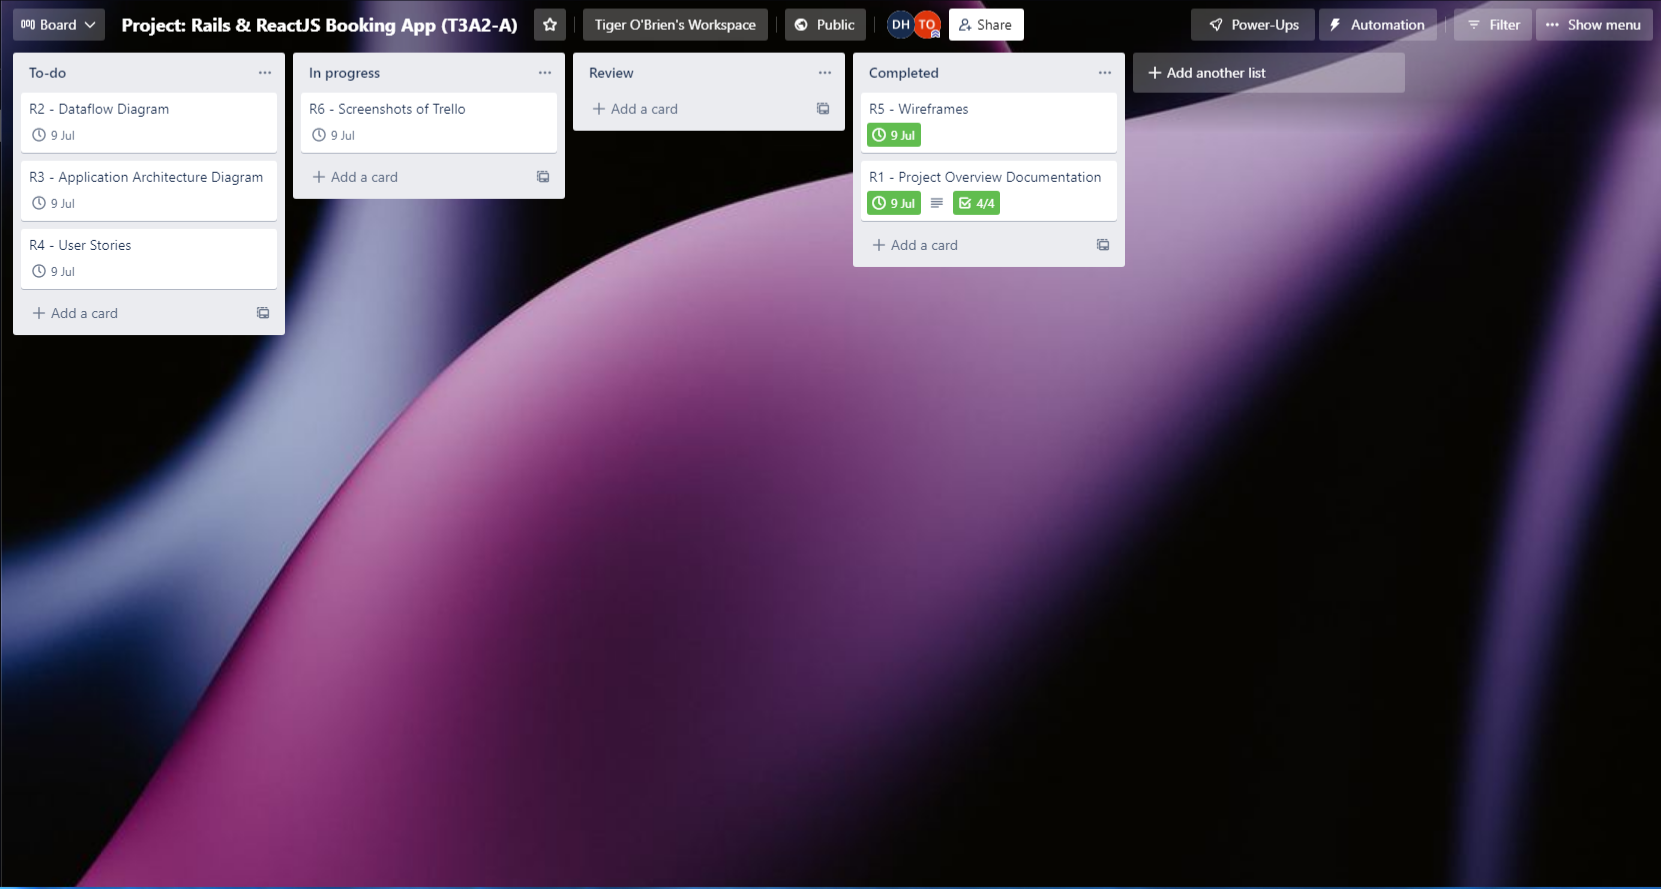 Board
Project: Rails & ReactJS Booking App (T3A2-A)
Tiger O'Brien's Workspace
Public
DH
TO
Share
Power-Ups
Automation
Filter
Show menu
To-do
R2 - Dataflow Diagram
9 Jul
R3 - Application Architecture Diagram
9 Jul
R4 - User Stories
9 Jul
Add a card
In progress
R6 - Screenshots of Trello
9 Jul
Add a card
Review
Add a card
Completed
R5 - Wireframes
9 Jul
R1 - Project Overview Documentation
9 Jul 4/4
Add a card
Add another list